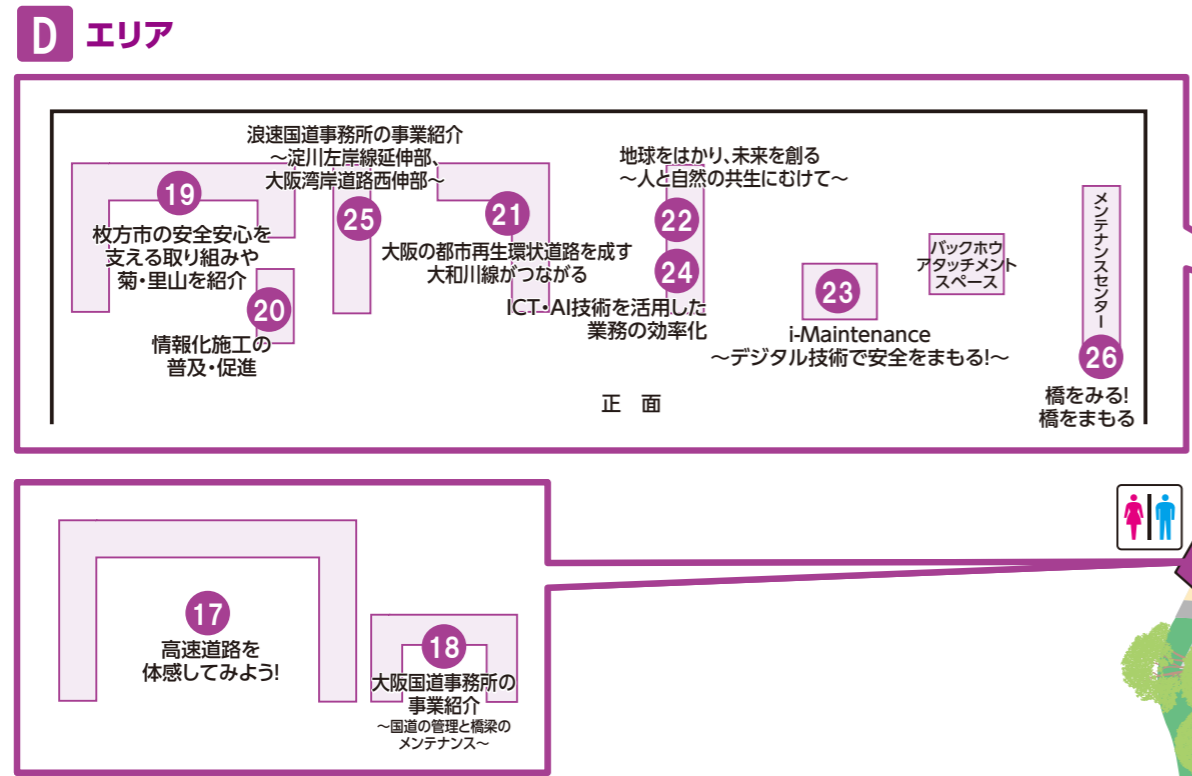 D エリア
浪速国道事務所の事業紹介
～淀川左岸線延伸部、
大阪湾岸道路西伸部～
地球をはかり、未来を創る
～人と自然の共生にむけて～
19
枚方市の安全安心を
支える取り組みや
菊・里山を紹介
25
21
大阪の都市再生環状道路を成す
大和川線がつながる
22
24
ICT・AI技術を活用した
業務の効率化
20
情報化施工の
普及・促進
23
i-Maintenance
～デジタル技術で安全をまもる!～
バックホウ
アタッチメント
スペース
メンテナンスセンター
26
橋をみる!
橋をまもる
正 面
17
高速道路を
体感してみよう!
18
大阪国道事務所の
事業紹介
～国道の管理と橋梁の
メンテナンス～